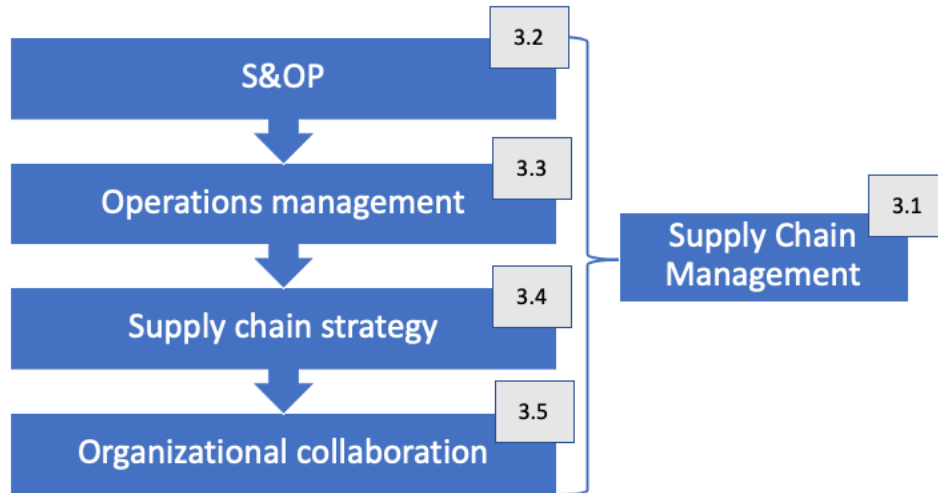 3.2
S&OP
3.3
Operations management
3.1
Supply Chain
Management
3.4
Supply chain strategy
3.5
Organizational collaboration